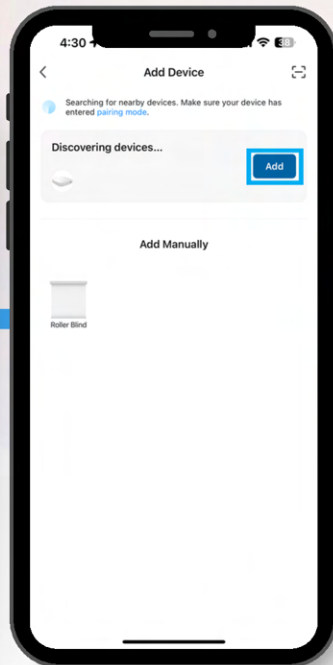 4:30
38
Add Device
Searching for nearby devices. Make sure your device has
entered pairing mode.
Discovering devices...
Add
Add Manually
Roller Blind